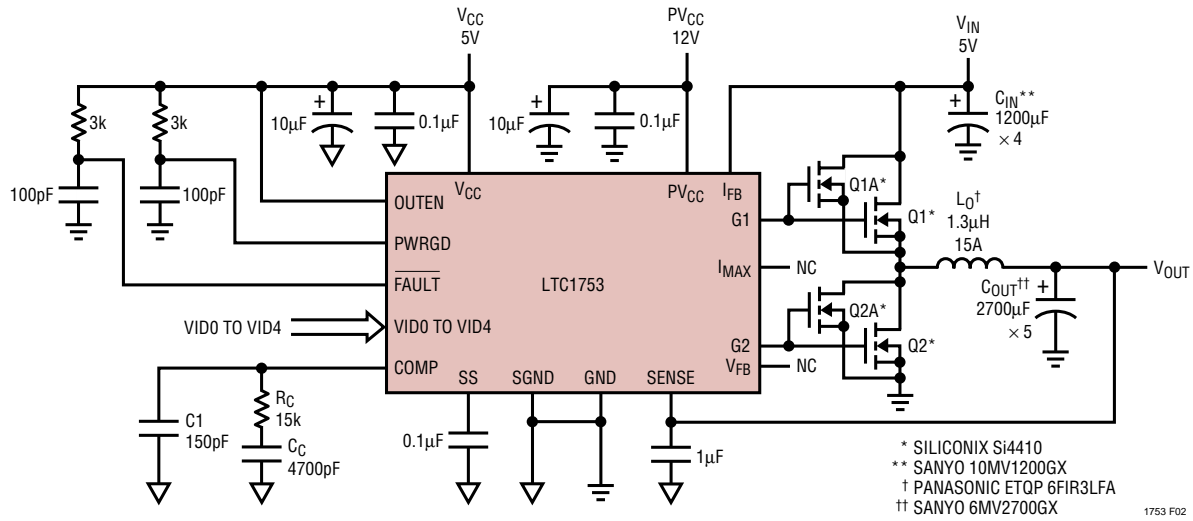 VCC
5V
PVCC
12V
VIN
5V
3k
3k
10µF
+
0.1µF
10µF
+
0.1µF
+
CIN**
1200µF
× 4
100pF
100pF
OUTEN
PWRGD
FAULT
VID0 TO VID4
VID0 TO VID4
COMP
VCC
PVCC
IFB
G1
IMAX
NC
LTC1753
G2
VFB
NC
SS
SGND
GND
SENSE
Q1A*
Q1*
Q2A*
Q2*
LO†
1.3µH
15A
VOUT
COUT††
2700µF
× 5
+
C1
150pF
RC
15k
CC
4700pF
0.1µF
1µF
* SILICONIX Si4410
** SANYO 10MV1200GX
† PANASONIC ETQP 6FIR3LFA
†† SANYO 6MV2700GX
1753 F02